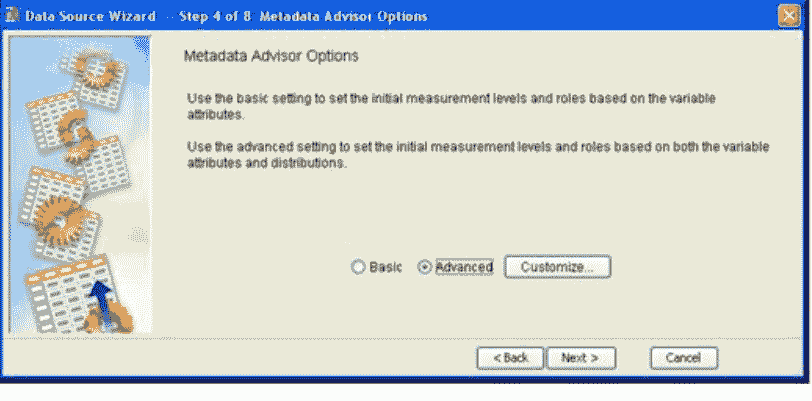 Data Source Wizard -- Step 4 of 8 Metadata Advisor Options
Metadata Advisor Options
Use the basic setting to set the initial measurement levels and roles based on the variable
attributes.
Use the advanced setting to set the initial measurement levels and roles based on both the variable
attributes and distributions.
Basic Advanced Customize...
< Back Next > Cancel